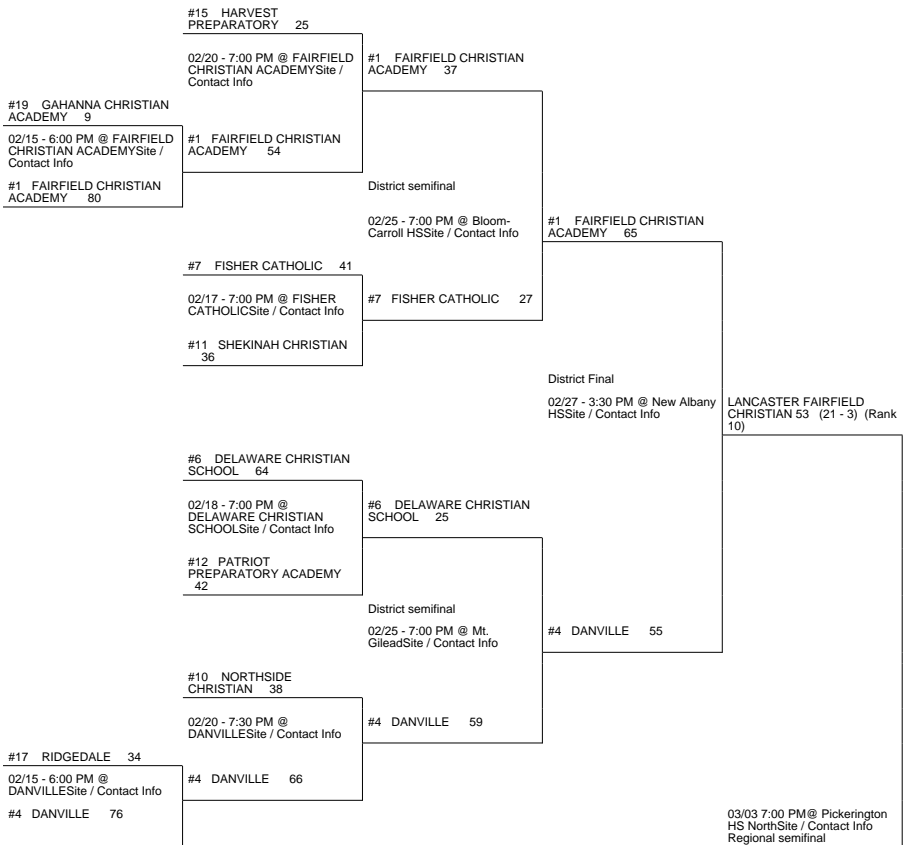 #15 HARVEST
PREPARATORY 25
02/20 - 7:00 PM @ FAIRFIELD
CHRISTIAN ACADEMYSite /
Contact Info
#1 FAIRFIELD CHRISTIAN
ACADEMY 37
#19 GAHANNA CHRISTIAN
ACADEMY 9
02/15 - 6:00 PM @ FAIRFIELD
CHRISTIAN ACADEMYSite /
Contact Info
#1 FAIRFIELD CHRISTIAN
ACADEMY 54
#1 FAIRFIELD CHRISTIAN
ACADEMY 80
District semifinal
02/25 - 7:00 PM @ Bloom-
Carroll HSSite / Contact Info
#1 FAIRFIELD CHRISTIAN
ACADEMY 65
#7 FISHER CATHOLIC 41
02/17 - 7:00 PM @ FISHER
CATHOLICSite / Contact Info
#7 FISHER CATHOLIC 27
#11 SHEKINAH CHRISTIAN
36
District Final
02/27 - 3:30 PM @ New Albany
HSSite / Contact Info
LANCASTER FAIRFIELD
CHRISTIAN 53 (21 - 3) (Rank
10)
#6 DELAWARE CHRISTIAN
SCHOOL 64
02/18 - 7:00 PM @
DELAWARE CHRISTIAN
SCHOOLSite / Contact Info
#6 DELAWARE CHRISTIAN
SCHOOL 25
#12 PATRIOT
PREPARATORY ACADEMY
42
District semifinal
02/25 - 7:00 PM @ Mt.
GileadSite / Contact Info
#4 DANVILLE 55
#10 NORTHSIDE
CHRISTIAN 38
02/20 - 7:30 PM @
DANVILLESite / Contact Info
#4 DANVILLE 59
#17 RIDGEDALE 34
02/15 - 6:00 PM @
DANVILLESite / Contact Info
#4 DANVILLE 66
#4 DANVILLE 76
03/03 7:00 PM@ Pickerington
HS NorthSite / Contact Info
Regional semifinal